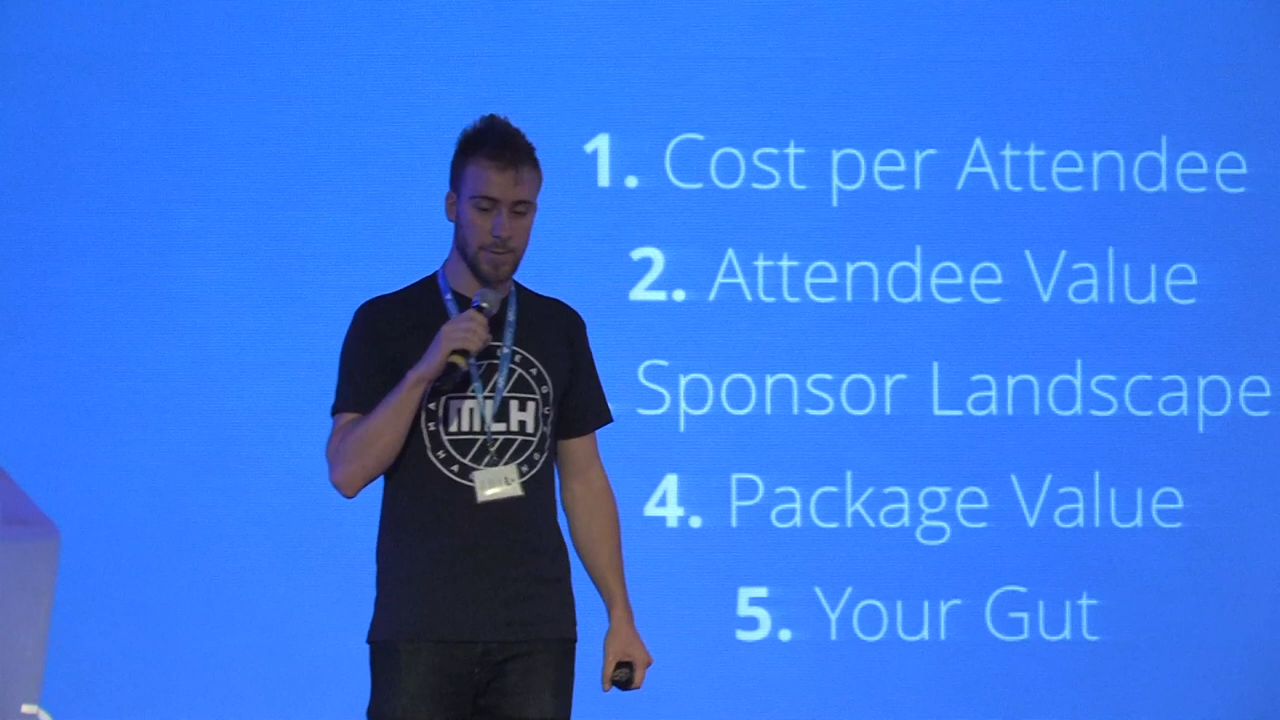 1. Cost per Attendee
2. Attendee Value
Sponsor Landscape
4. Package Value
5. Your Gut
MLH